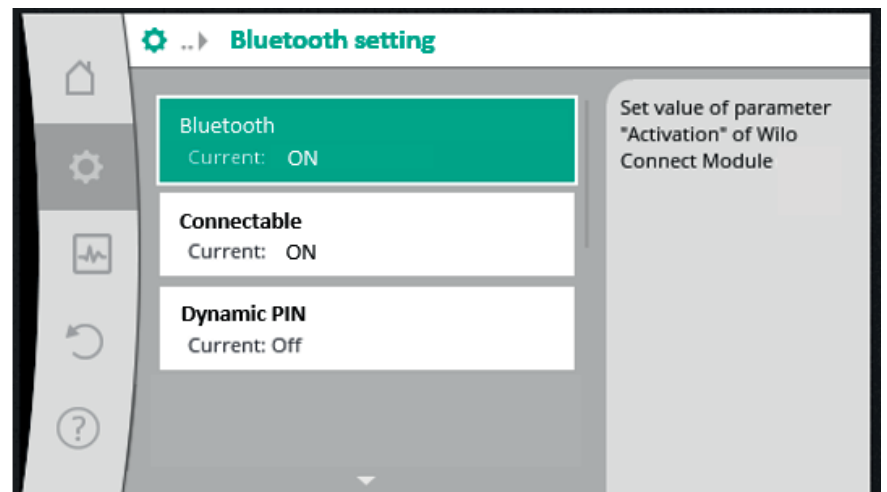 ..  Bluetooth setting
Bluetooth
Current: ON
Connectable
Current: ON
Dynamic PIN
Current: Off
Set value of parameter
"Activation" of Wilo
Connect Module
?